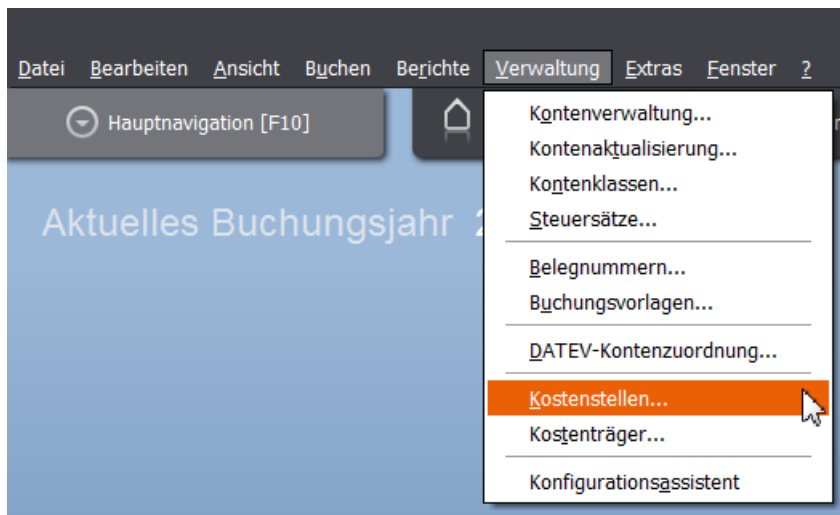 Datei Bearbeiten Ansicht Buchen Berichte Verwaltung Extras Fenster ?
Hauptnavigation [F10]
Aktuelles Buchungsjahr
Kontenverwaltung...
Kontenaktualisierung...
Kontenklassen...
Steuersätze...
Belegnummern...
Buchungsvorlagen...
DATEV-Kontenzuordnung...
Kostenstellen...
Kostenträger...
Konfigurationsassistent